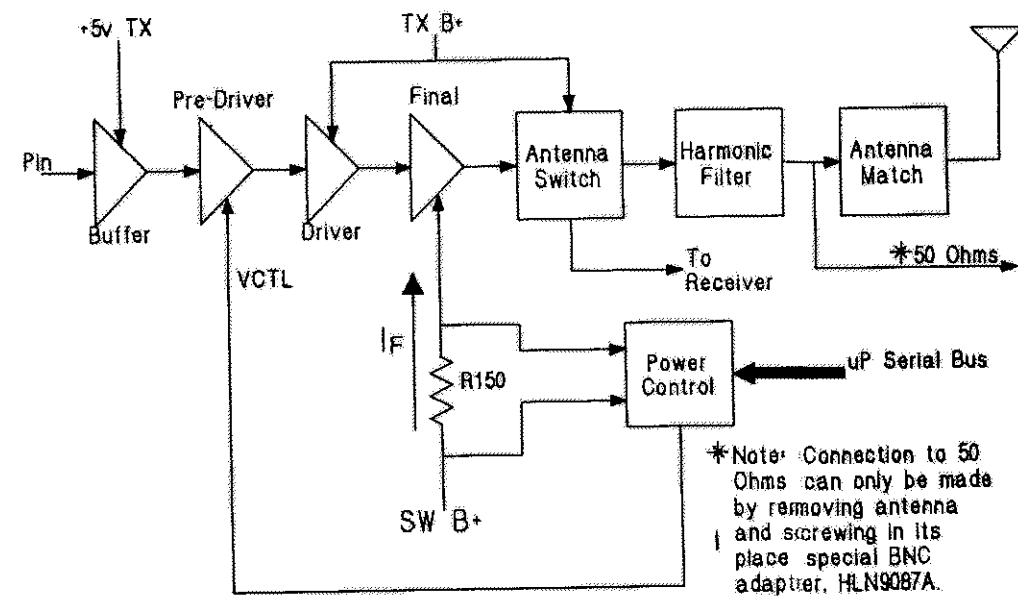 +5v TX
TX B+
Pre-Driver
Final
Pin
Buffer
Driver
Antenna
Switch
Harmonic
Filter
Antenna
Match
*50 Ohms
To
Receiver
VCTL
IF
R150
Power
Control
uP Serial Bus
SW B+
*Note: Connection to 50
Ohms can only be made
by removing antenna
and screwing in its
place special BNC
adapter, HLN9087A.